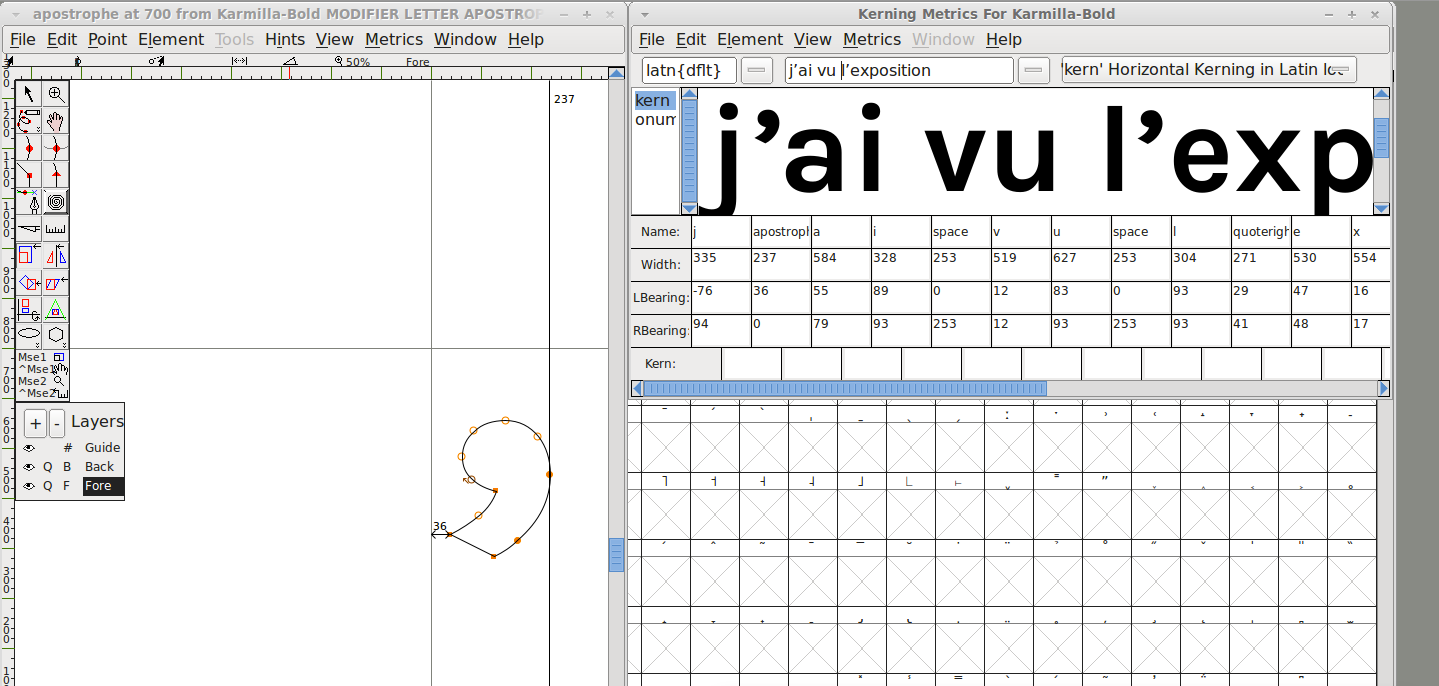 apostrophe at 700 from Karmilla-Bold MODIFIER LETTER APOSTROP
File Edit Point Element Tools Hints View Metrics Window Help
50% Fore
237
36
Mse1
^Mse1
Mse2
^Mse2
+ - Layers
# Guide
Q B Back
Q F Fore
Kerning Metrics For Karmilla-Bold
File Edit Element View Metrics Window Help
latn{dflt} j’ai vu l’exposition 'kern' Horizontal Kerning in Latin lo
kern
onum
j’ai vu l’exp
Name: j apostroph a i space v u space l quoterigh e x
Width: 335 237 584 328 253 519 627 253 304 271 530 554
LBearing: -76 36 55 89 0 12 83 0 93 29 47 16
RBearing: 94 0 79 93 253 12 93 253 93 41 48 17
Kern: